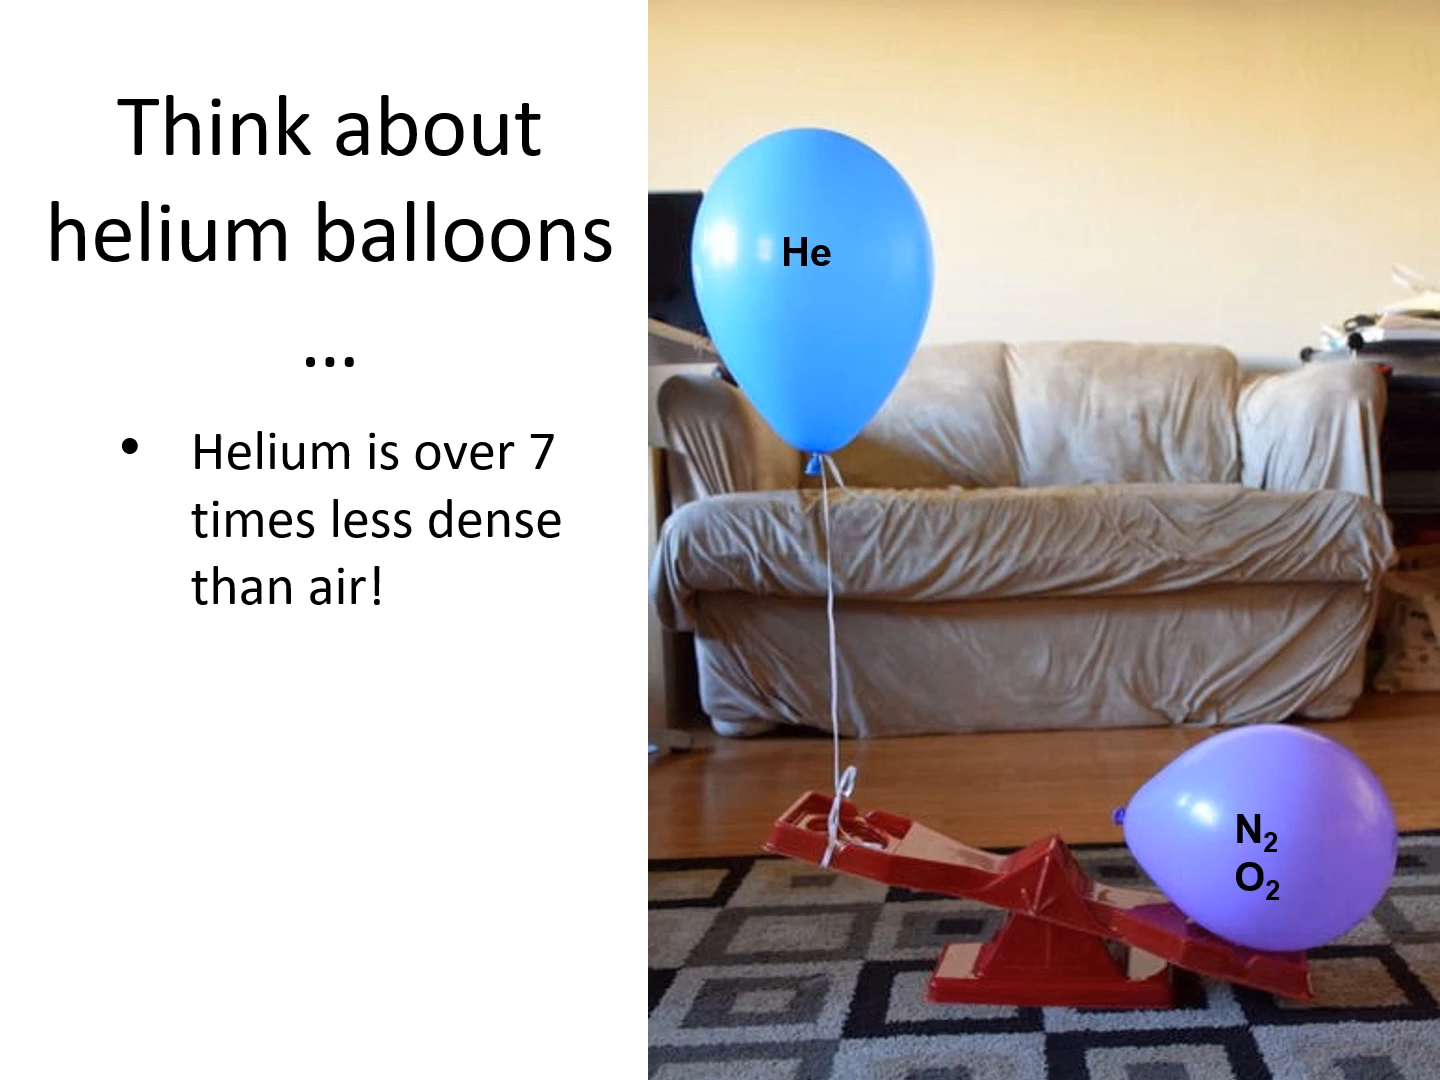 Think about
helium balloons
...
• Helium is over 7
times less dense
than air!
He
N₂
O₂